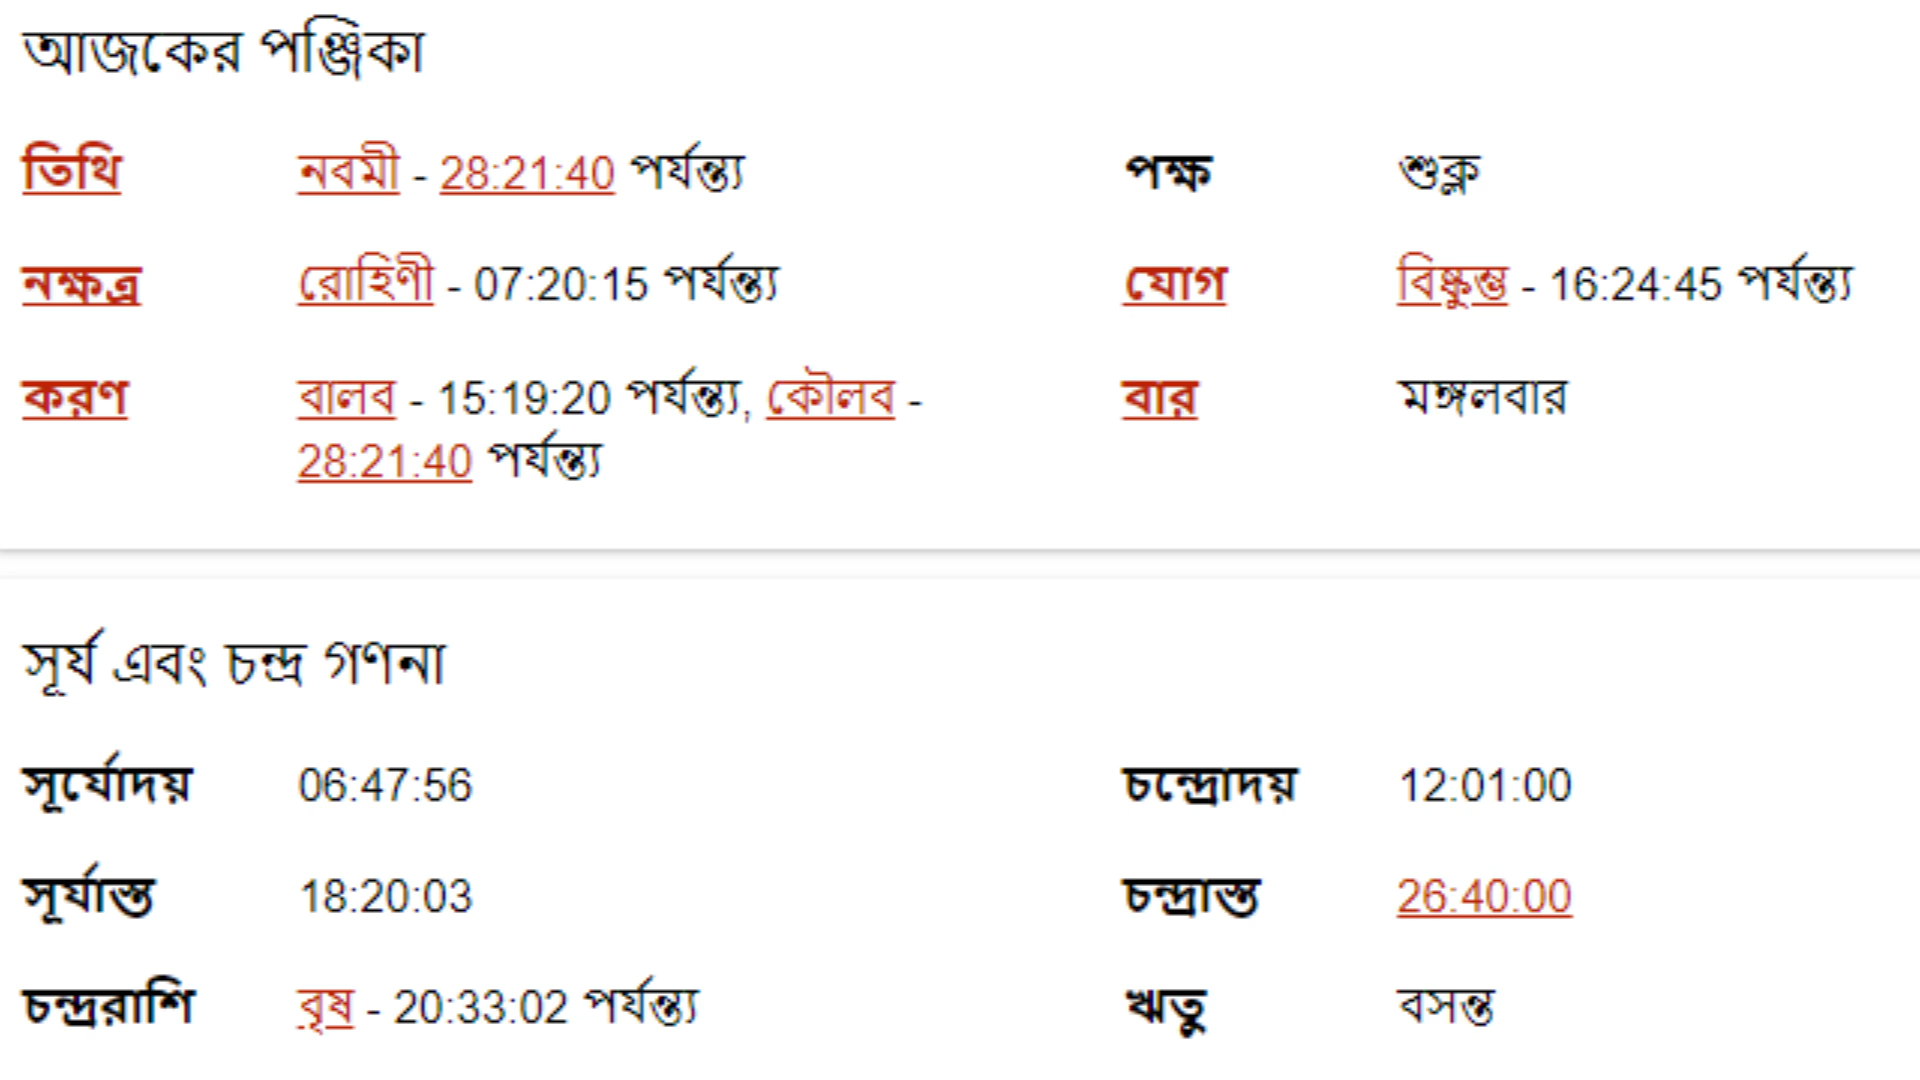 আজকের পঞ্জিকা
তিথি নবমী - 28:21:40 পর্যন্ত্য পক্ষ শুক্ল
নক্ষত্র রোহিণী - 07:20:15 পর্যন্ত্য যোগ বিষ্কুম্ভ - 16:24:45 পর্যন্ত্য
করণ বালব - 15:19:20 পর্যন্ত্য, কৌলব - বার মঙ্গলবার
28:21:40 পর্যন্ত্য
সূর্য এবং চন্দ্র গণনা
সূর্যোদয় 06:47:56 চন্দ্রোদয় 12:01:00
সূর্যাস্ত 18:20:03 চন্দ্রাস্ত 26:40:00
চন্দ্ররাশি বৃষ - 20:33:02 পর্যন্ত্য ঋতু বসন্ত